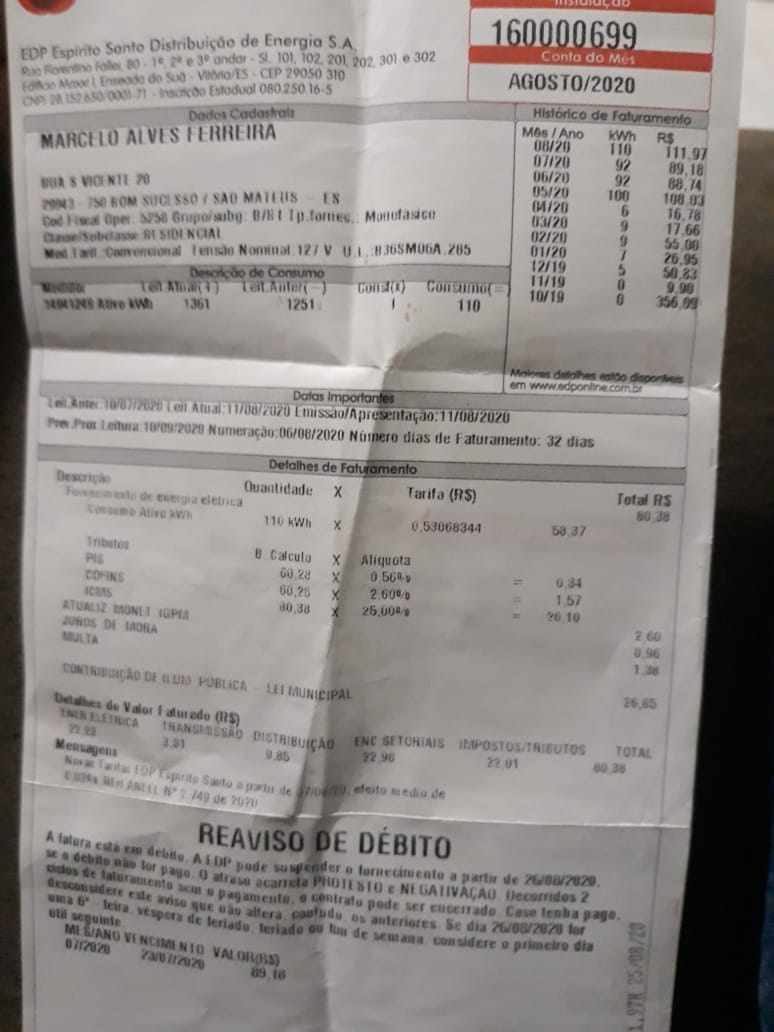 Instalação
160000699
Conta do Mês
AGOSTO/2020
EDP Espírito Santo Distribuição de Energia S.A.
Rua Florentino Faller, 80 - 1º, 2º e 3º andar - Sl. 101, 102, 201, 202, 301 e 302
Edifício Maxxi I, Enseada do Suá - Vitória/ES - CEP 29050 310
CNPJ 28.152.650/0001-71 - Inscrição Estadual 080.250.16-5
Dados Cadastrais
MARCELO ALVES FERREIRA
RUA S VICENTE 20
29943-750 BOM SUCESSO / SAO MATEUS - ES
Cod.Fiscal Oper.: 5258 Grupo/subg.: B/B1 Tp.fornec.: Monofásico
Classe/Subclasse:RESIDENCIAL
Mod.Tarif.:Convencional Tensão Nominal:127 V U.L.:B36SM06A.285
Histórico de Faturamento
Mês / Ano kWh R$
08/20 110 111,97
07/20 92 89,18
06/20 92 88,74
05/20 100 108,03
04/20 6 16,78
03/20 9 17,66
02/20 9 55,00
01/20 7 26,95
12/19 5 50,83
11/19 0 9,90
10/19 0 356,09
Maiores detalhes estão disponíveis
em www.edponline.com.br
Descrição de Consumo
Medidor Leit.Atual(+) Leit.Anter(-) Const(x) Consumo(=)
Ativo kWh 1361 1251 1 110
Datas Importantes
Leit.Anter:10/07/2020 Leit.Atual:11/08/2020 Emissão/Apresentação:11/08/2020
Prev.Prox.Leitura:10/09/2020 Numeração:06/08/2020 Número dias de Faturamento: 32 dias
Detalhes de Faturamento
Descrição Quantidade X Tarifa (R$) Total R$
Fornecimento de energia elétrica 80,38
Consumo Ativo kWh 110 kWh X 0,53068344 58,37
Tributos B.Calculo X Alíquota
PIS 60,28 X 0.56% = 0,34
COFINS 60,28 X 2.60% = 1,57
ICMS 80,38 X 25,00% = 20,10
ATUALIZ MONET IGPM 2,60
JUROS DE MORA 0,96
MULTA 1,38
CONTRIBUIÇÃO DE ILUM PÚBLICA - LEI MUNICIPAL 26,65
Detalhes do Valor Faturado (R$)
ENER ELETRICA TRANSMISSÃO DISTRIBUIÇÃO ENC SETORIAIS IMPOSTOS/TRIBUTOS TOTAL
22,23 3,31 9,85 22,98 22,01 80,38
Mensagens
Novas Tarifas EDP Espirito Santo a partir de 07/08/20, efeito médio de
ANEEL Nº 2.749 de 2020
REAVISO DE DÉBITO
A fatura está em débito. A EDP pode suspender o fornecimento a partir de 26/08/2020,
se o débito não for pago. O atraso acarreta PROTESTO e NEGATIVAÇÃO. Decorridos 2
ciclos de faturamento sem o pagamento, o contrato pode ser encerrado. Caso tenha pago,
desconsidere este aviso que não altera, contudo, os anteriores. Se dia 26/08/2020 for
uma 6ª - feira, véspera de feriado, feriado ou fim de semana, considere o primeiro dia
útil seguinte.
MES/ANO VENCIMENTO VALOR(R$)
07/2020 23/07/2020 89,18
1.97R 25/08/20